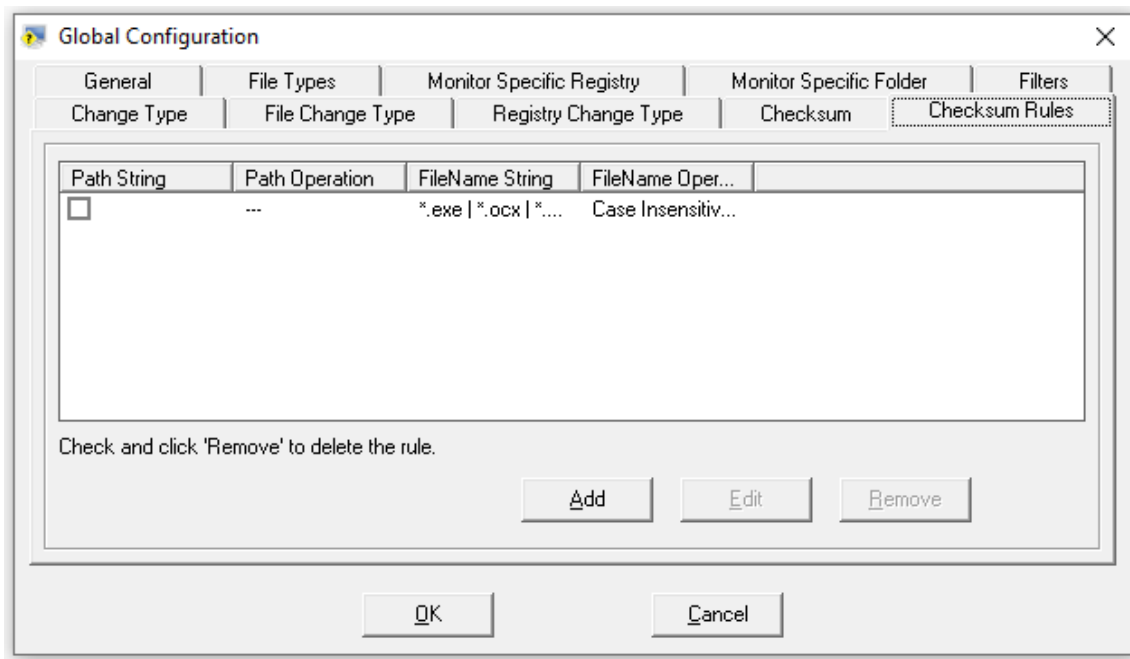 Global Configuration
General File Types Monitor Specific Registry Monitor Specific Folder Filters
Change Type File Change Type Registry Change Type Checksum Checksum Rules
Path String Path Operation FileName String FileName Oper...
--- *.exe | *.ocx | *.... Case Insensitiv...
Check and click 'Remove' to delete the rule.
Add Edit Remove
OK Cancel